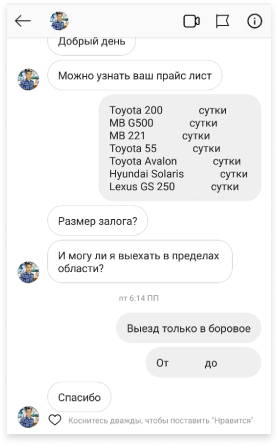 Добрый день
Можно узнать ваш прайс лист
Toyota 200 сутки
MB G500 сутки
MB 221 сутки
Toyota 55 сутки
Toyota Avalon сутки
Hyundai Solaris сутки
Lexus GS 250 сутки
Размер залога?
И могу ли я выехать в пределах
области?
пт 6:14 ПП
Выезд только в боровое
От до
Спасибо
Коснитесь дважды, чтобы поставить "Нравится"